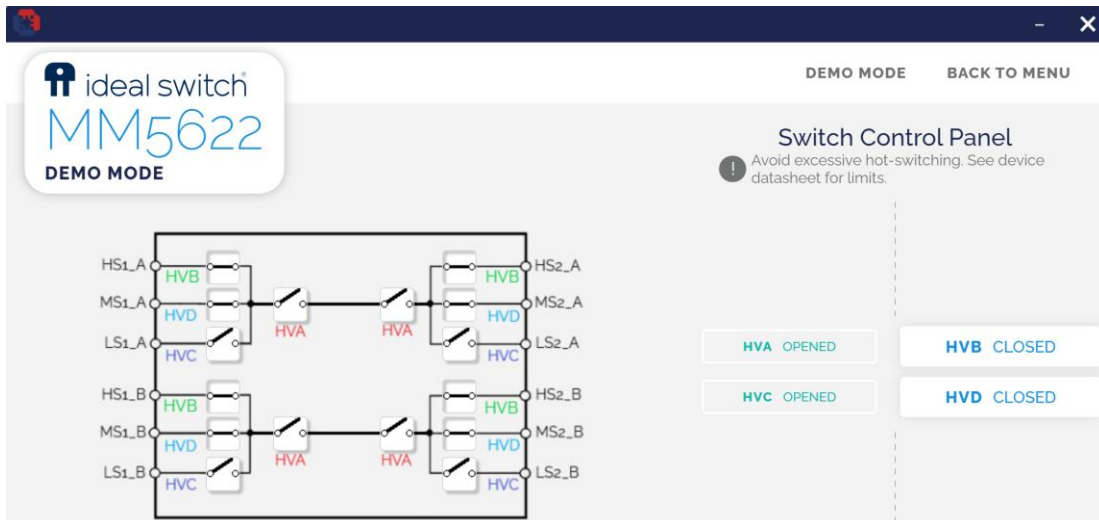 ideal switch
MM5622
DEMO MODE
DEMO MODE BACK TO MENU
Switch Control Panel
! Avoid excessive hot-switching. See device
datasheet for limits.
HS1_A HVB HVB HS2_A
MS1_A HVD HVA HVA HVD MS2_A
LS1_A HVC HVC LS2_A
HS1_B HVB HVB HS2_B
MS1_B HVD HVA HVA HVD MS2_B
LS1_B HVC HVC LS2_B
HVA OPENED HVB CLOSED
HVC OPENED HVD CLOSED